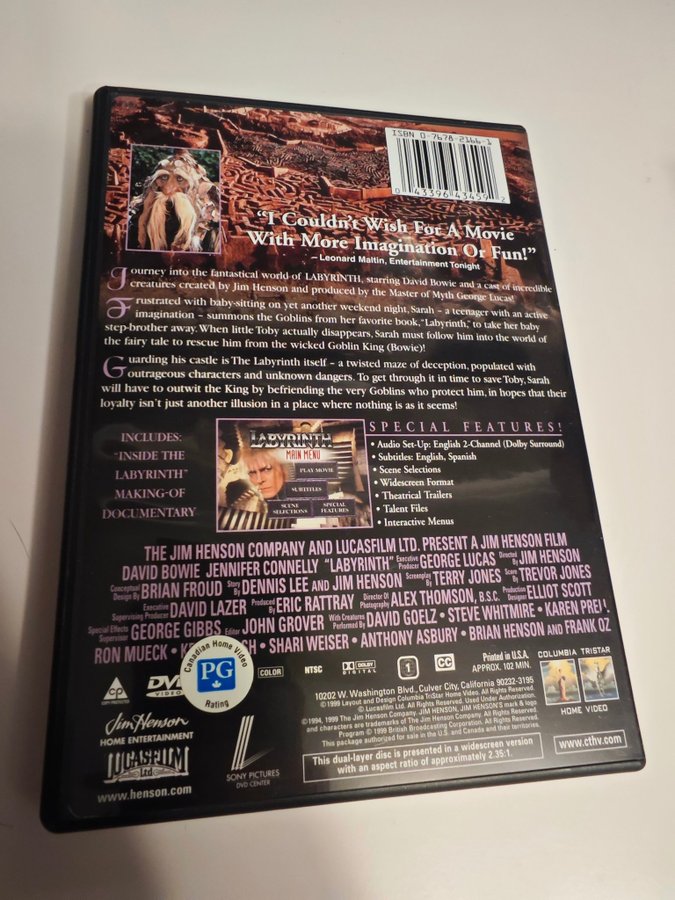 ISBN 0-7678-2166-1
0 43396 43459 2
"I Couldn't Wish For A Movie
With More Imagination Or Fun!"
– Leonard Maltin, Entertainment Tonight
Journey into the fantastical world of LABYRINTH, starring David Bowie and a cast of incredible
creatures created by Jim Henson and produced by the Master of Myth George Lucas!
Frustrated with baby-sitting on yet another weekend night, Sarah – a teenager with an active
imagination – summons the Goblins from her favorite book, "Labyrinth," to take her baby
step-brother away. When little Toby actually disappears, Sarah must follow him into the world of
the fairy tale to rescue him from the wicked Goblin King (Bowie)!
Guarding his castle is The Labyrinth itself – a twisted maze of deception, populated with
outrageous characters and unknown dangers. To get through it in time to save Toby, Sarah
will have to outwit the King by befriending the very Goblins who protect him, in hopes that their
loyalty isn't just another illusion in a place where nothing is as it seems!
INCLUDES:
"INSIDE THE
LABYRINTH"
MAKING-OF
DOCUMENTARY
LABYRINTH
MAIN MENU
PLAY MOVIE
SUBTITLES
SCENE SELECTIONS
SPECIAL FEATURES
SPECIAL FEATURES!
• Audio Set-Up: English 2-Channel (Dolby Surround)
• Subtitles: English, Spanish
• Scene Selections
• Widescreen Format
• Theatrical Trailers
• Talent Files
• Interactive Menus
THE JIM HENSON COMPANY AND LUCASFILM LTD. PRESENT A JIM HENSON FILM
DAVID BOWIE JENNIFER CONNELLY "LABYRINTH" Executive Producer GEORGE LUCAS Directed By JIM HENSON
Conceptual Design By BRIAN FROUD Story By DENNIS LEE AND JIM HENSON Screenplay By TERRY JONES Score By TREVOR JONES
Executive Supervising Producer DAVID LAZER Produced By ERIC RATTRAY Director Of Photography ALEX THOMSON, B.S.C. Production Designer ELLIOT SCOTT
Special Effects Supervisor GEORGE GIBBS Editor JOHN GROVER With Creatures Performed By DAVID GOELZ • STEVE WHITMIRE • KAREN
RON MUECK • SHARI WEISER • ANTHONY ASBURY • BRIAN HENSON AND FRANK OZ
Canadian Home Video
PG
Rating
CP
DVD
VIDEO
COLOR
NTSC
DOLBY DIGITAL
1
CC
Printed in U.S.A.
APPROX. 102 MIN.
COLUMBIA TRISTAR
HOME VIDEO
10202 W. Washington Blvd., Culver City, California 90232-3195
©1999 Layout and Design Columbia TriStar Home Video. All Rights Reserved.
© Lucasfilm Ltd. All Rights Reserved. Used Under Authorization.
©1994, 1999 The Jim Henson Company. JIM HENSON, JIM HENSON'S mark & logo
and characters are trademarks of The Jim Henson Company. All Rights Reserved.
Program © 1999 British Broadcasting Corporation. All Rights Reserved.
This package authorized for sale in the U.S. and Canada and their territories.
Jim Henson
HOME ENTERTAINMENT
LUCASFILM
Ltd
www.henson.com
SONY PICTURES
DVD CENTER
This dual-layer disc is presented in a widescreen version
with an aspect ratio of approximately 2.35:1.
www.cthv.com